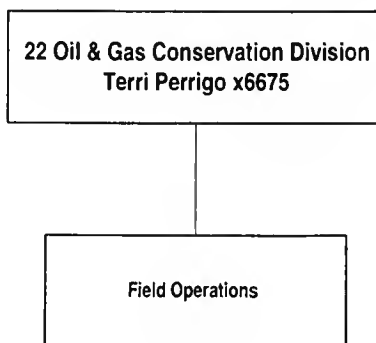 22 Oil & Gas Conservation Division
Terri Perrigo x6675
Field Operations